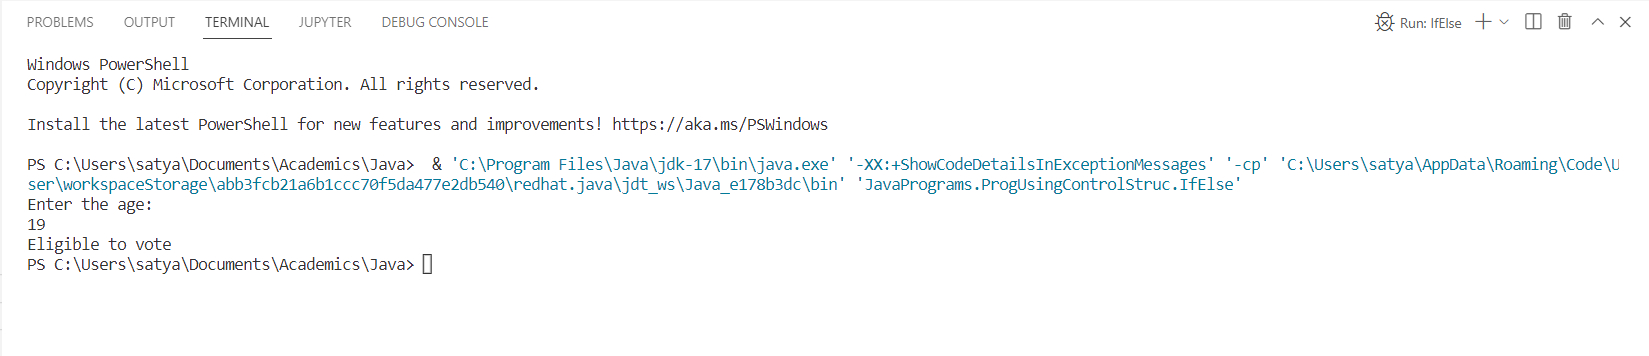 PROBLEMS OUTPUT TERMINAL JUPYTER DEBUG CONSOLE Run: IfElse
Windows PowerShell
Copyright (C) Microsoft Corporation. All rights reserved.
Install the latest PowerShell for new features and improvements! https://aka.ms/PSWindows
PS C:\Users\satya\Documents\Academics\Java>  & 'C:\Program Files\Java\jdk-17\bin\java.exe' '-XX:+ShowCodeDetailsInExceptionMessages' '-cp' 'C:\Users\satya\AppData\Roaming\Code\U
ser\workspaceStorage\abb3fcb21a6b1ccc70f5da477e2db540\redhat.java\jdt_ws\Java_e178b3dc\bin' 'JavaPrograms.ProgUsingControlStruc.IfElse'
Enter the age:
19
Eligible to vote
PS C:\Users\satya\Documents\Academics\Java>